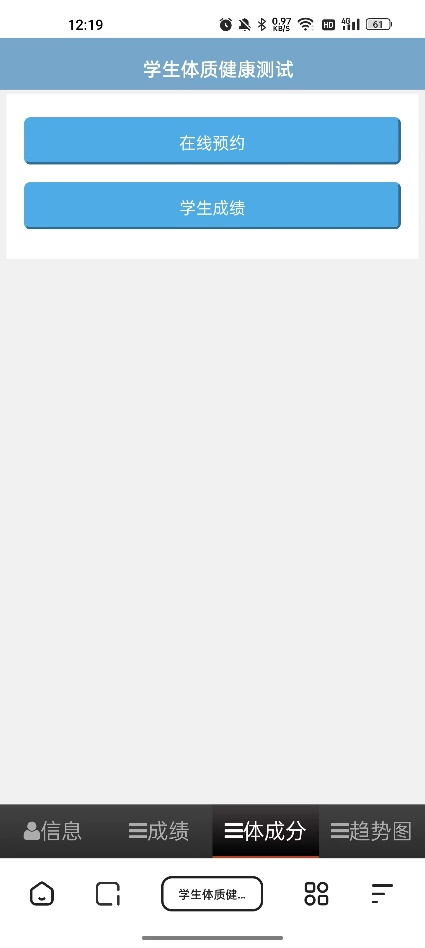 12:19
0.97
KB/S
HD
4G
61
学生体质健康测试
在线预约
学生成绩
信息
成绩
体成分
趋势图
学生体质健...